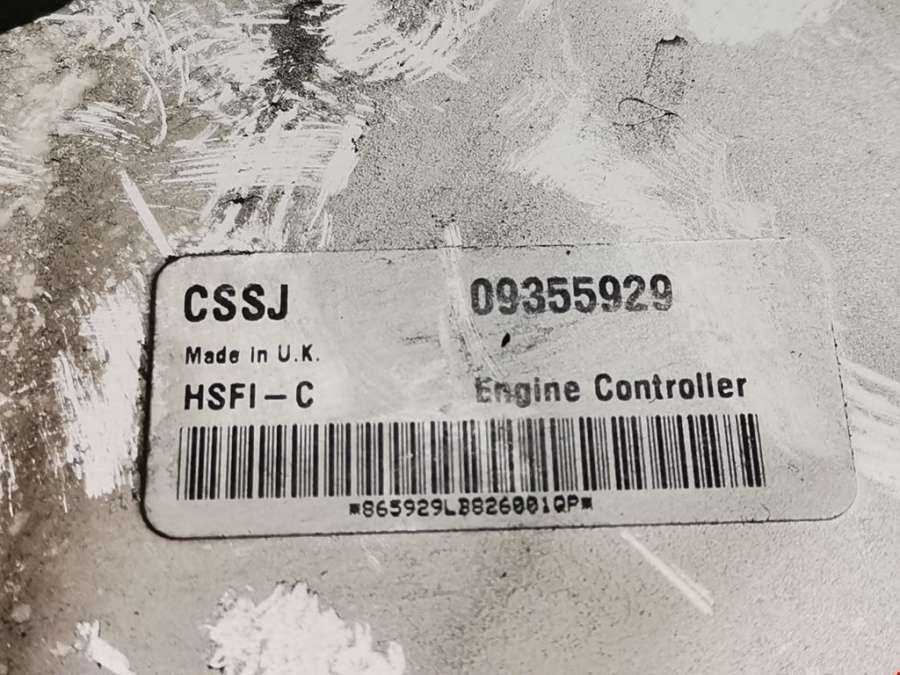 CSSJ 09355929
Made in U.K.
HSFI-C Engine Controller
*865929LB826001QP*